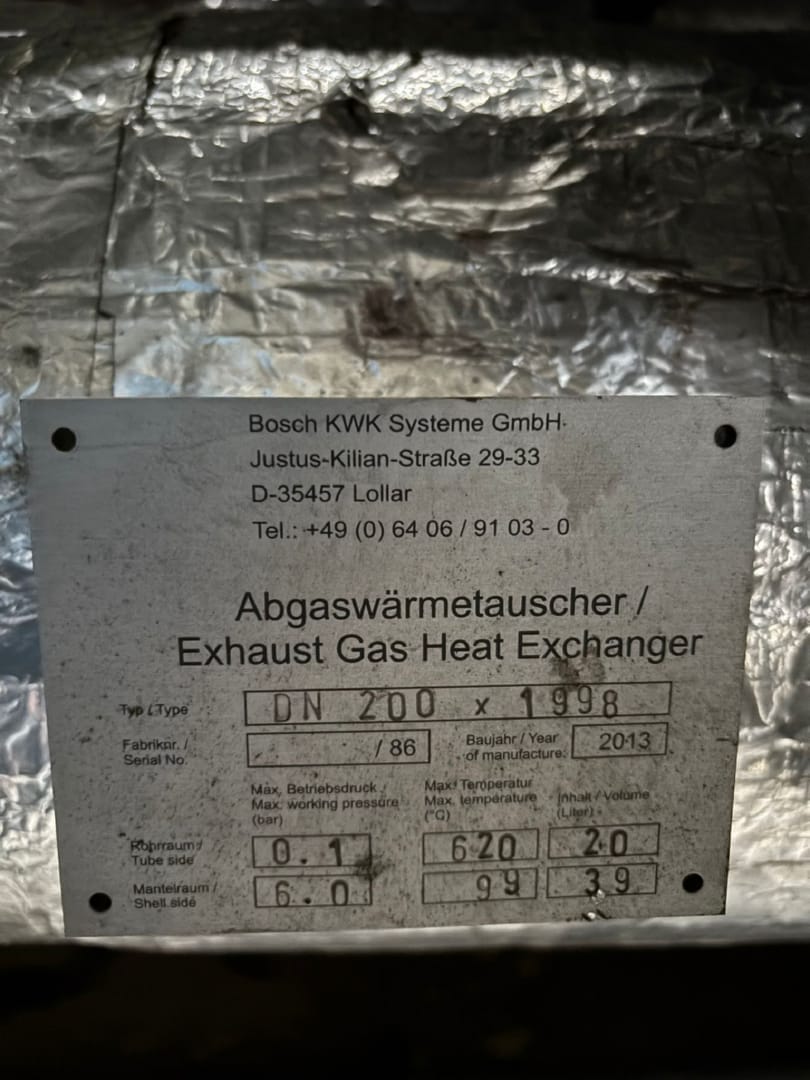 Bosch KWK Systeme GmbH
Justus-Kilian-Straße 29-33
D-35457 Lollar
Tel.: +49 (0) 64 06 / 91 03 - 0
Abgaswärmetauscher /
Exhaust Gas Heat Exchanger
Typ / Type DN 200 x 1998
Fabriknr. / / 86 Baujahr / Year 2013
Serial No. of manufacture:
Max. Betriebsdruck / Max. Temperatur
Max. working pressure Max. temperature Inhalt / Volume
(bar) (°C) (Liter)
Rohrraum / 0.1 620 20
Tube side
Mantelraum / 6.0 99 39
Shell side